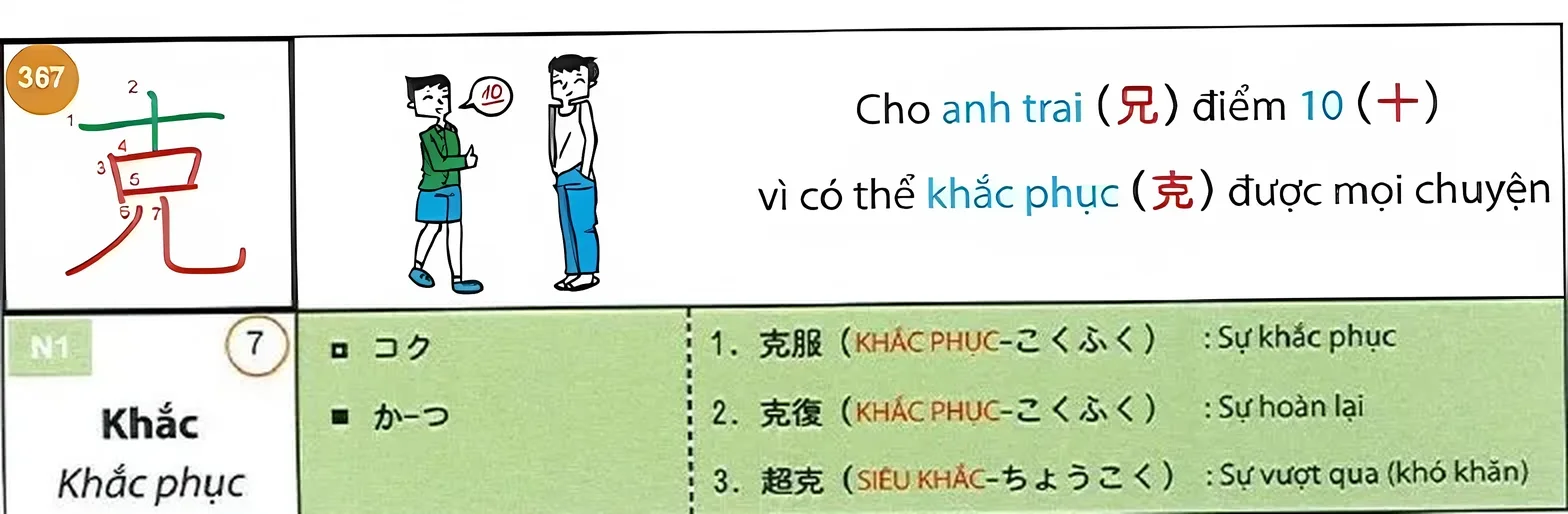 367
克
1
2
3
4
5
6
7
10
Cho anh trai (兄) điểm 10 (十)
vì có thể khắc phục (克) được mọi chuyện
N1
7
Khắc
Khắc phục
コク
か-つ
1. 克服 (KHẮC PHỤC-こくふく) : Sự khắc phục
2. 克復 (KHẮC PHỤC-こくふく) : Sự hoàn lại
3. 超克 (SIÊU KHẮC-ちょうこく) : Sự vượt qua (khó khăn)